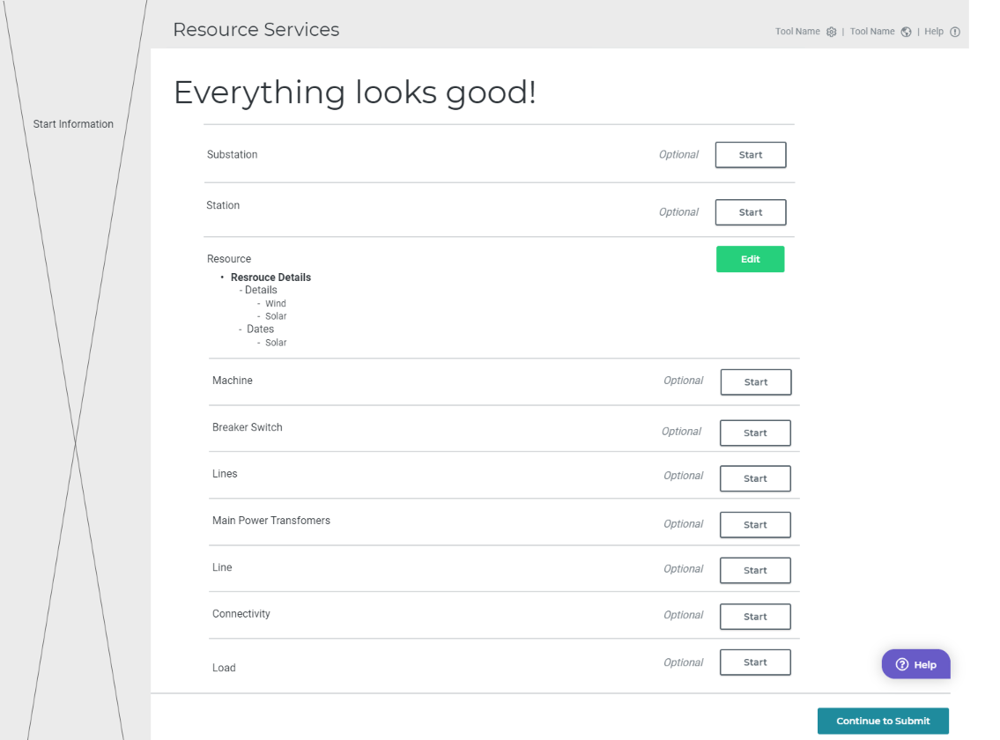 Resource Services
Tool Name | Tool Name | Help
Start Information
Everything looks good!
Substation Optional Start
Station Optional Start
Resource Edit
• Resrouce Details
- Details
- Wind
- Solar
- Dates
- Solar
Machine Optional Start
Breaker Switch Optional Start
Lines Optional Start
Main Power Transfomers Optional Start
Line Optional Start
Connectivity Optional Start
Load Optional Start
Help
Continue to Submit